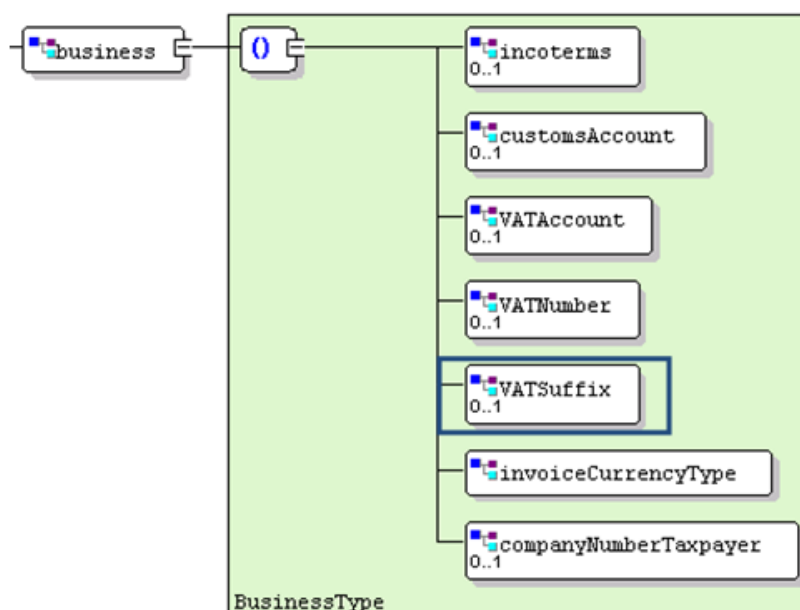 business
()
incoterms
0..1
customsAccount
0..1
VATAccount
0..1
VATNumber
0..1
VATSuffix
0..1
invoiceCurrencyType
companyNumberTaxpayer
0..1
BusinessType